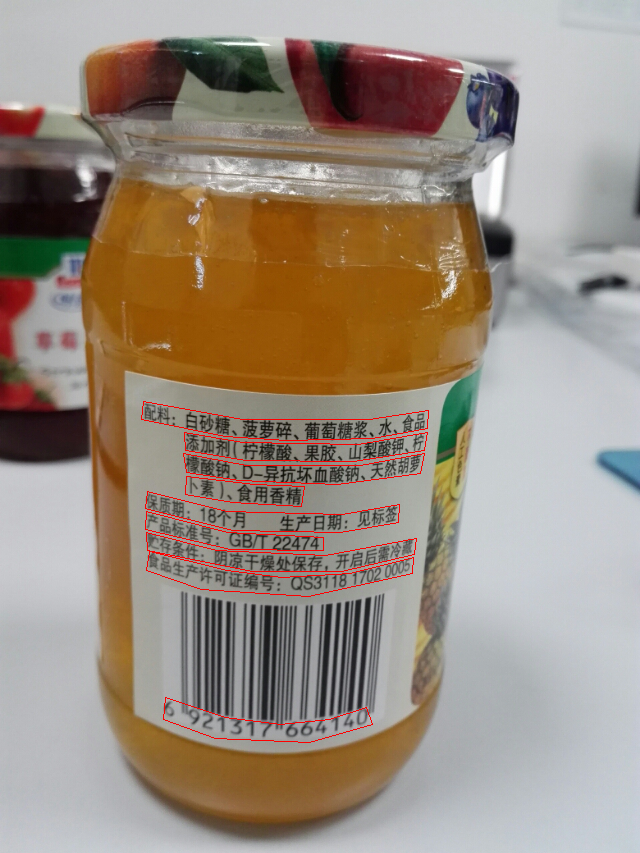 配料：白砂糖、菠萝碎、葡萄糖浆、水、食品
添加剂(柠檬酸、果胶、山梨酸钾、柠
檬酸钠、D-异抗坏血酸钠、天然胡萝
卜素)、食用香精
保质期：18个月 生产日期：见标签
产品标准号：GB/T 22474
贮存条件：阴凉干燥处保存，开启后需冷藏
食品生产许可证编号：QS3118 1702 0005
6 921317 664140
草莓